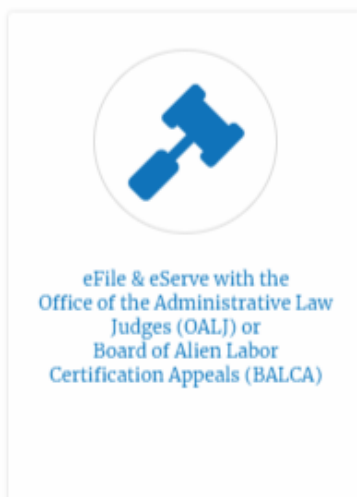 eFile & eServe with the
Office of the Administrative Law
Judges (OALJ) or
Board of Alien Labor
Certification Appeals (BALCA)